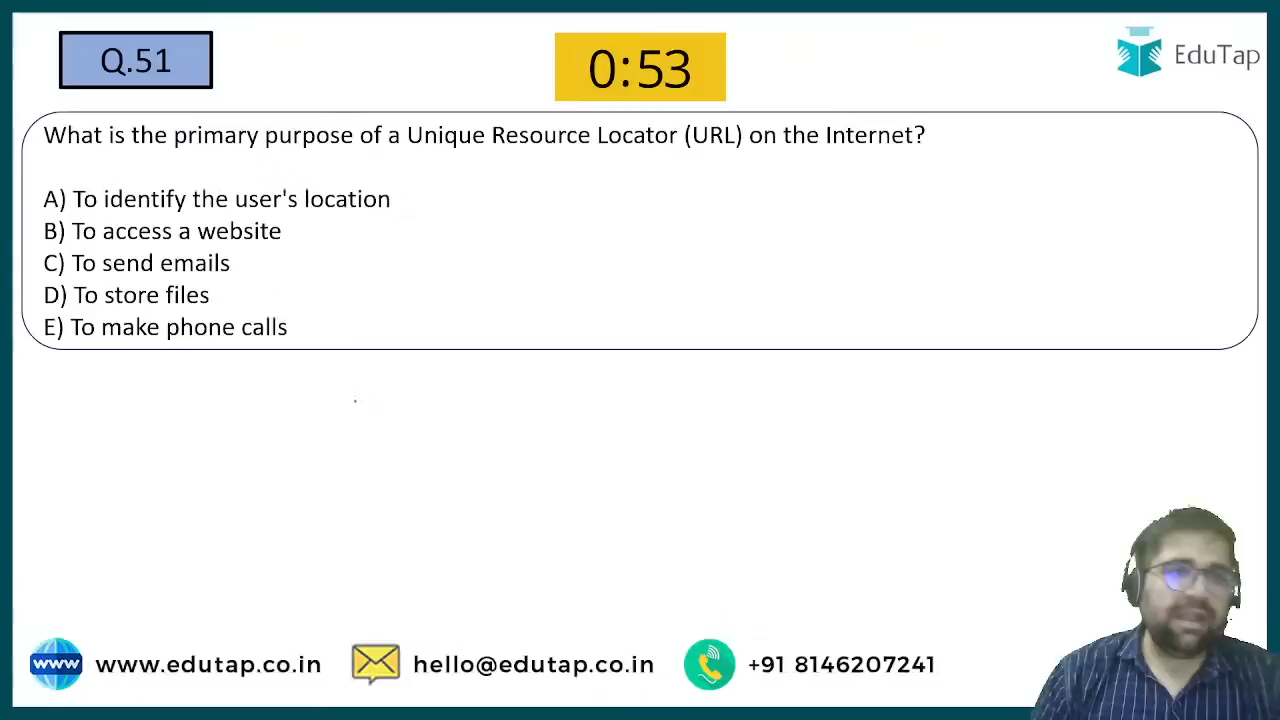 Q.51
0:53
EduTap
What is the primary purpose of a Unique Resource Locator (URL) on the Internet?
A) To identify the user's location
B) To access a website
C) To send emails
D) To store files
E) To make phone calls
www
www.edutap.co.in
hello@edutap.co.in
+91 8146207241